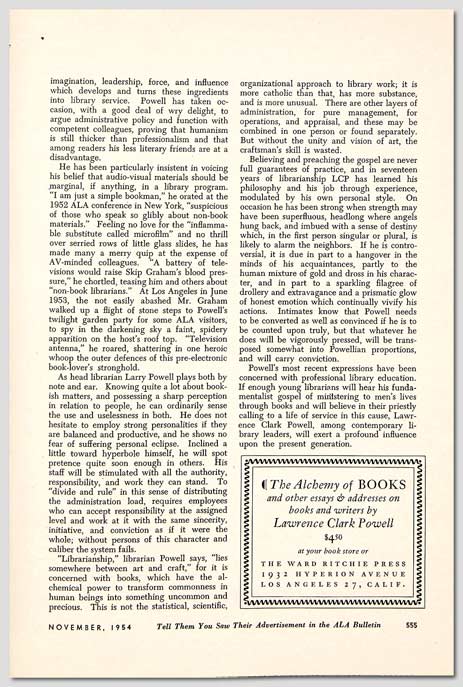 imagination, leadership, force, and influence
which develops and turns these ingredients
into library service. Powell has taken oc-
casion, with a good deal of wry delight, to
argue administrative policy and function with
competent colleagues, proving that humanism
is still thicker than professionalism and that
among readers his less literary friends are at a
disadvantage.
He has been particularly insistent in voicing
his belief that audio-visual materials should be
marginal, if anything, in a library program.
"I am just a simple bookman," he orated at the
1952 ALA conference in New York, "suspicious
of those who speak so glibly about non-book
materials." Feeling no love for the "inflamma-
ble substitute called microfilm" and no thrill
over serried rows of little glass slides, he has
made many a merry quip at the expense of
AV-minded colleagues. "A battery of tele-
visions would raise Skip Graham's blood pres-
sure," he chortled, teasing him and others about
"non-book librarians." At Los Angeles in June
1953, the not easily abashed Mr. Graham
walked up a flight of stone steps to Powell's
twilight garden party for some ALA visitors,
to spy in the darkening sky a faint, spidery
apparition on the host's roof top. "Television
antenna," he roared, shattering in one heroic
whoop the outer defences of this pre-electronic
book-lover's stronghold.
As head librarian Larry Powell plays both by
note and ear. Knowing quite a lot about book-
ish matters, and possessing a sharp perception
in relation to people, he can ordinarily sense
the use and uselessness in both. He does not
hesitate to employ strong personalities if they
are balanced and productive, and he shows no
fear of suffering personal eclipse. Inclined a
little toward hyperbole himself, he will spot
pretence quite soon enough in others. His
staff will be stimulated with all the authority,
responsibility, and work they can stand. To
"divide and rule" in this sense of distributing
the administration load, requires employees
who can accept responsibility at the assigned
level and work at it with the same sincerity,
initiative, and conviction as if it were the
whole; without persons of this character and
caliber the system fails.
"Librarianship," librarian Powell says, "lies
somewhere between art and craft," for it is
concerned with books, which have the al-
chemical power to transform commonness in
human beings into something uncommon and
precious. This is not the statistical, scientific,
organizational approach to library work; it is
more catholic than that, has more substance,
and is more unusual. There are other layers of
administration, for pure management, for
operations, and appraisal, and these may be
combined in one person or found separately.
But without the unity and vision of art, the
craftsman's skill is wasted.
Believing and preaching the gospel are never
full guarantees of practice, and in seventeen
years of librarianship LCP has learned his
philosophy and his job through experience,
modulated by his own personal style. On
occasion he has been strong when strength may
have been superfluous, headlong where angels
hung back, and imbued with a sense of destiny
which, in the first person singular or plural, is
likely to alarm the neighbors. If he is contro-
versial, it is due in part to a hangover in the
minds of his acquaintances, partly to the
human mixture of gold and dross in his charac-
ter, and in part to a sparkling filagree of
drollery and extravagance and a prismatic glow
of honest emotion which continually vivify his
actions. Intimates know that Powell needs
to be converted as well as convinced if he is to
be counted upon truly, but that whatever he
does will be vigorously pressed, will be trans-
posed somewhat into Powellian proportions,
and will carry conviction.
Powell's most recent expressions have been
concerned with professional library education.
If enough young librarians will hear his funda-
mentalist gospel of ministering to men's lives
through books and will believe in their priestly
calling to a life of service in this cause, Lawr-
ence Clark Powell, among contemporary li-
brary leaders, will exert a profound influence
upon the present generation.
The Alchemy of BOOKS
and other essays & addresses on
books and writers by
Lawrence Clark Powell
$4.50
at your book store or
THE WARD RITCHIE PRESS
1932 HYPERION AVENUE
LOS ANGELES 27, CALIF.
NOVEMBER, 1954 Tell Them You Saw Their Advertisement in the ALA Bulletin 555